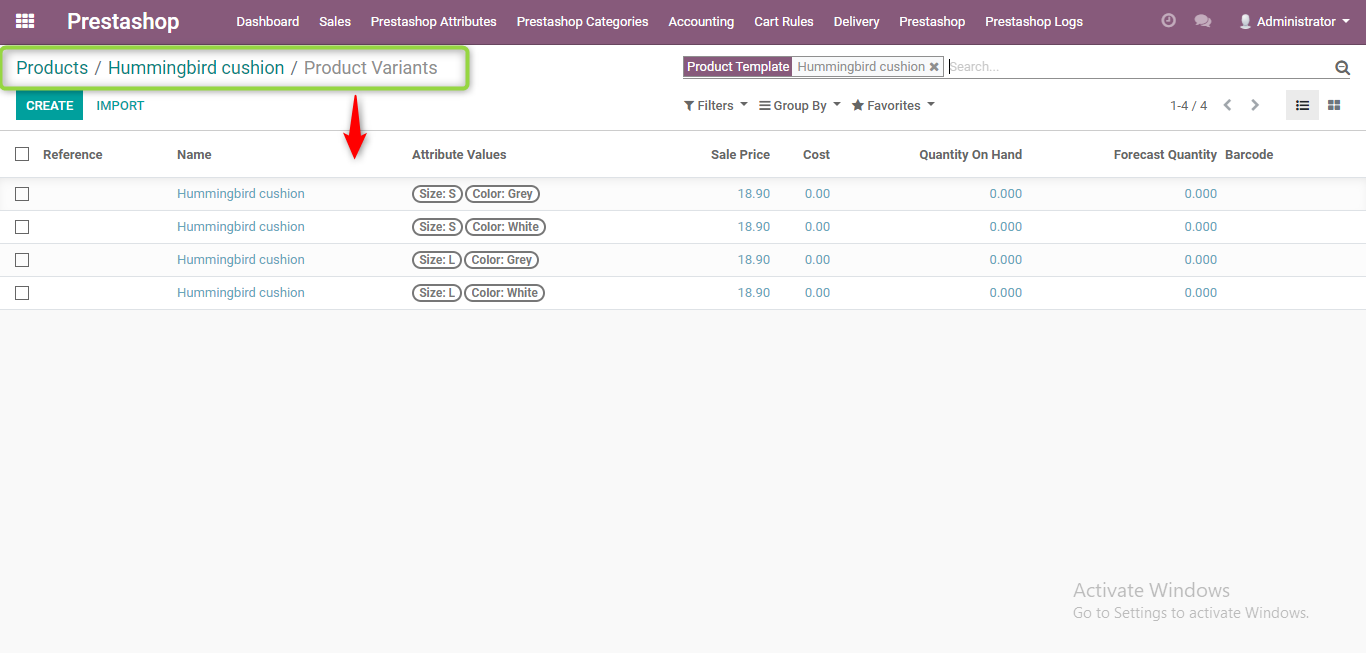 Prestashop Dashboard Sales Prestashop Attributes Prestashop Categories Accounting Cart Rules Delivery Prestashop Prestashop Logs Administrator
Products / Hummingbird cushion / Product Variants Product Template Hummingbird cushion Search...
CREATE IMPORT Filters Group By Favorites 1-4 / 4
Reference Name Attribute Values Sale Price Cost Quantity On Hand Forecast Quantity Barcode
Hummingbird cushion Size: S Color: Grey 18.90 0.00 0.000 0.000
Hummingbird cushion Size: S Color: White 18.90 0.00 0.000 0.000
Hummingbird cushion Size: L Color: Grey 18.90 0.00 0.000 0.000
Hummingbird cushion Size: L Color: White 18.90 0.00 0.000 0.000
Activate Windows
Go to Settings to activate Windows.